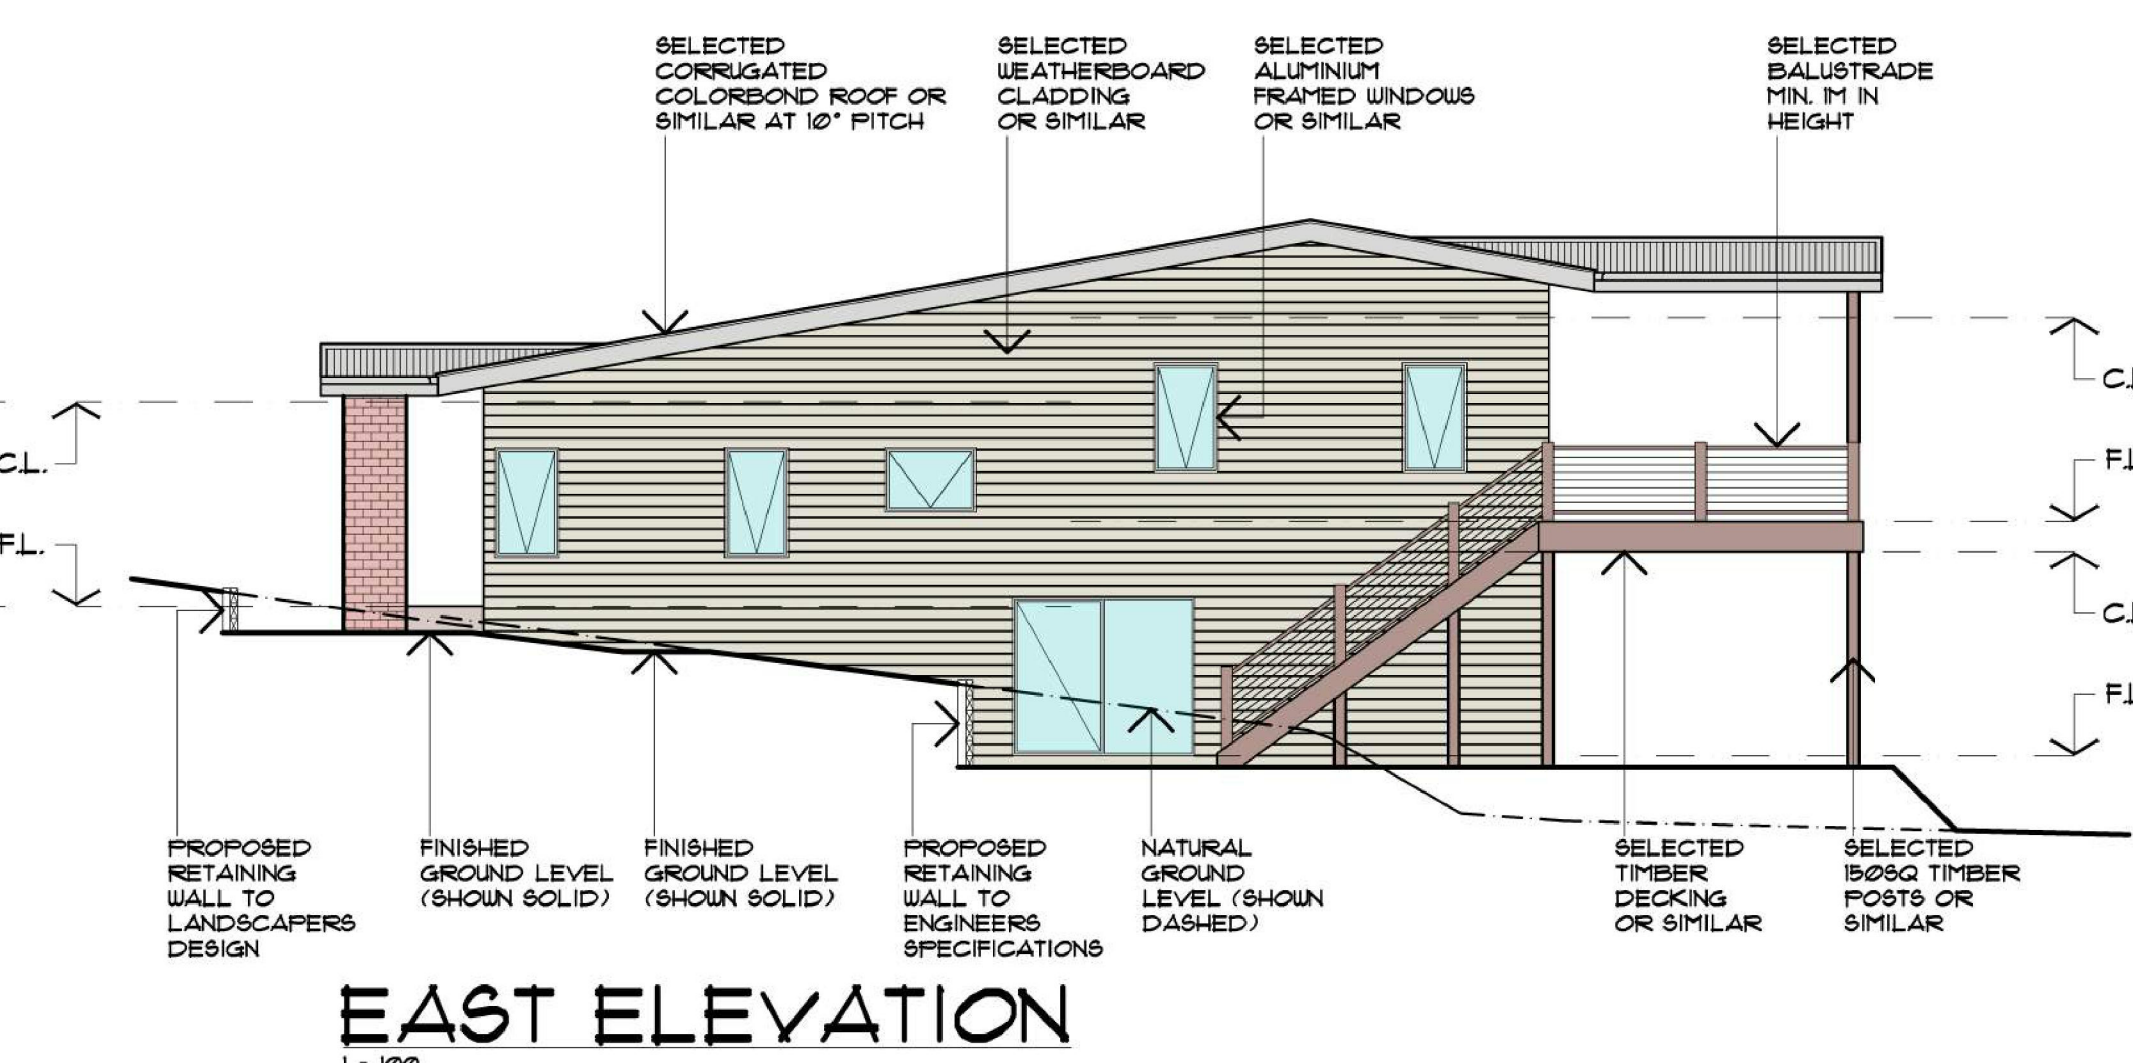 SELECTED
CORRUGATED
COLORBOND ROOF OR
SIMILAR AT 10° PITCH
SELECTED
WEATHERBOARD
CLADDING
OR SIMILAR
SELECTED
ALUMINIUM
FRAMED WINDOWS
OR SIMILAR
SELECTED
BALUSTRADE
MIN. 1M IN
HEIGHT
C.L.
F.L.
PROPOSED
RETAINING
WALL TO
LANDSCAPERS
DESIGN
FINISHED
GROUND LEVEL
(SHOWN SOLID)
FINISHED
GROUND LEVEL
(SHOWN SOLID)
PROPOSED
RETAINING
WALL TO
ENGINEERS
SPECIFICATIONS
NATURAL
GROUND
LEVEL (SHOWN
DASHED)
SELECTED
TIMBER
DECKING
OR SIMILAR
SELECTED
150SQ TIMBER
POSTS OR
SIMILAR
EAST ELEVATION